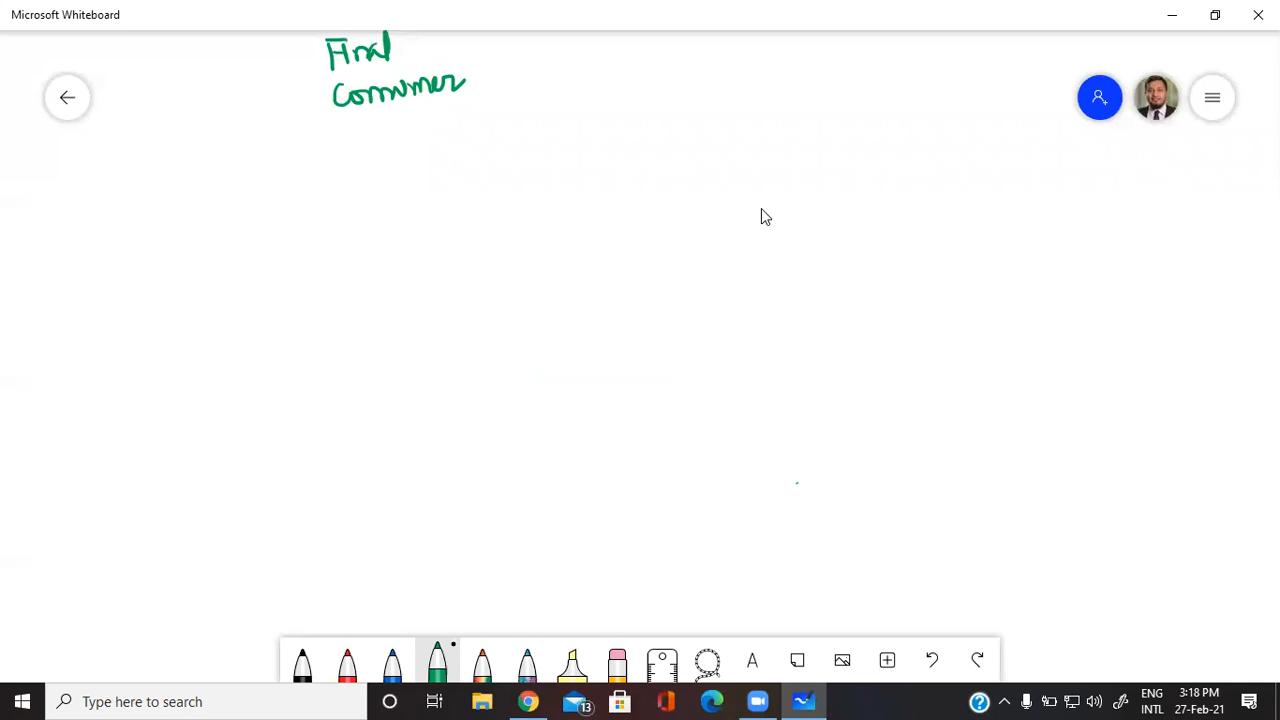 Microsoft Whiteboard
Final
Consumer
A
Type here to search
13
ENG
INTL
3:18 PM
27-Feb-21